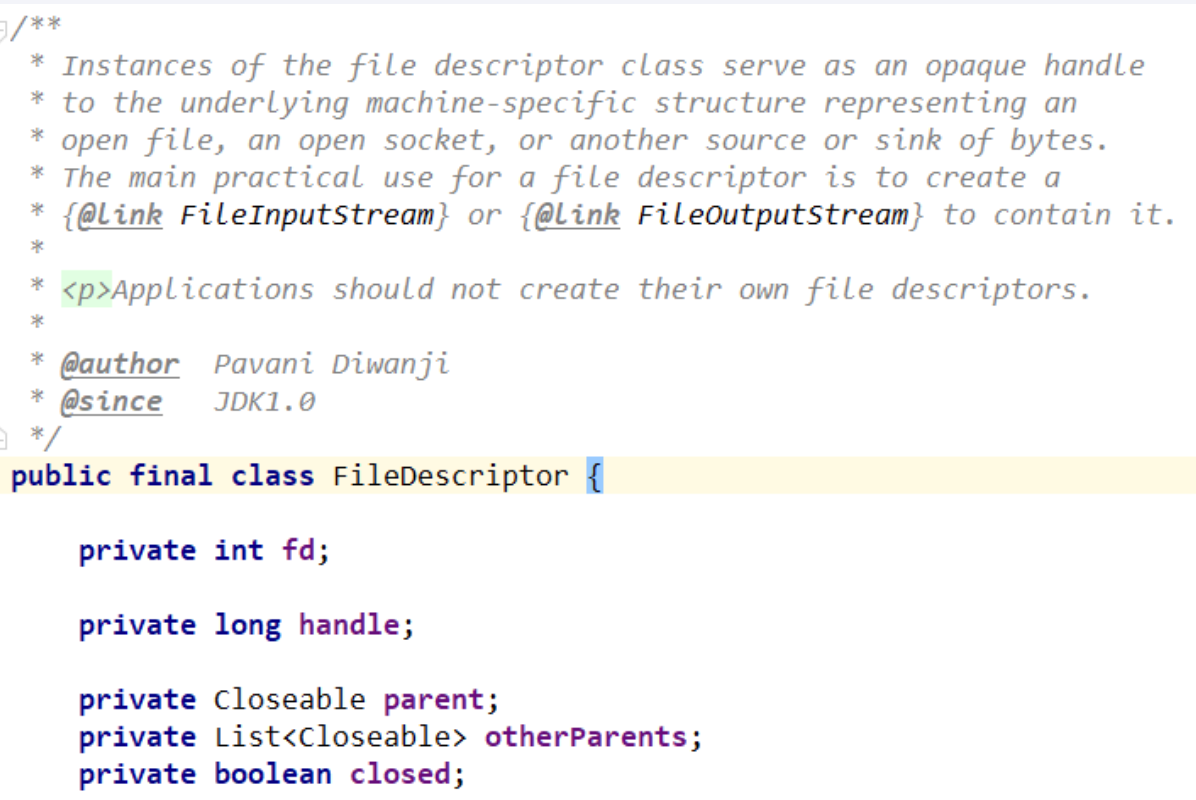 /**
 * Instances of the file descriptor class serve as an opaque handle
 * to the underlying machine-specific structure representing an
 * open file, an open socket, or another source or sink of bytes.
 * The main practical use for a file descriptor is to create a
 * {@link FileInputStream} or {@link FileOutputStream} to contain it.
 *
 * <p>Applications should not create their own file descriptors.
 *
 * @author  Pavani Diwanji
 * @since   JDK1.0
 */
public final class FileDescriptor {
    private int fd;
    private long handle;
    private Closeable parent;
    private List<Closeable> otherParents;
    private boolean closed;